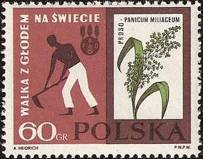 WALKA Z GŁODEM
NA ŚWIECIE
PROSO - PANICUM MILIACEUM
60 GR
POLSKA
A. HEIDRICH
P.W.P.W.